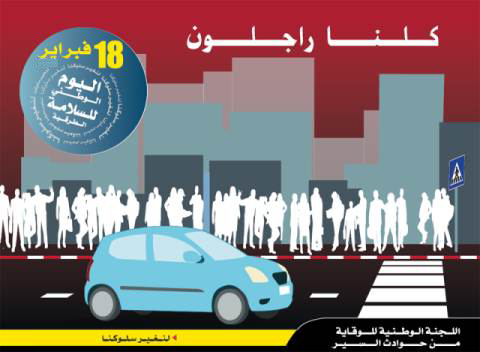 كلنا راجلون
18 فبراير
اليوم
الوطني
للسلامة
الطرقية
لنغير سلوكنا
اللجنة الوطنية للوقاية
من حوادث السير